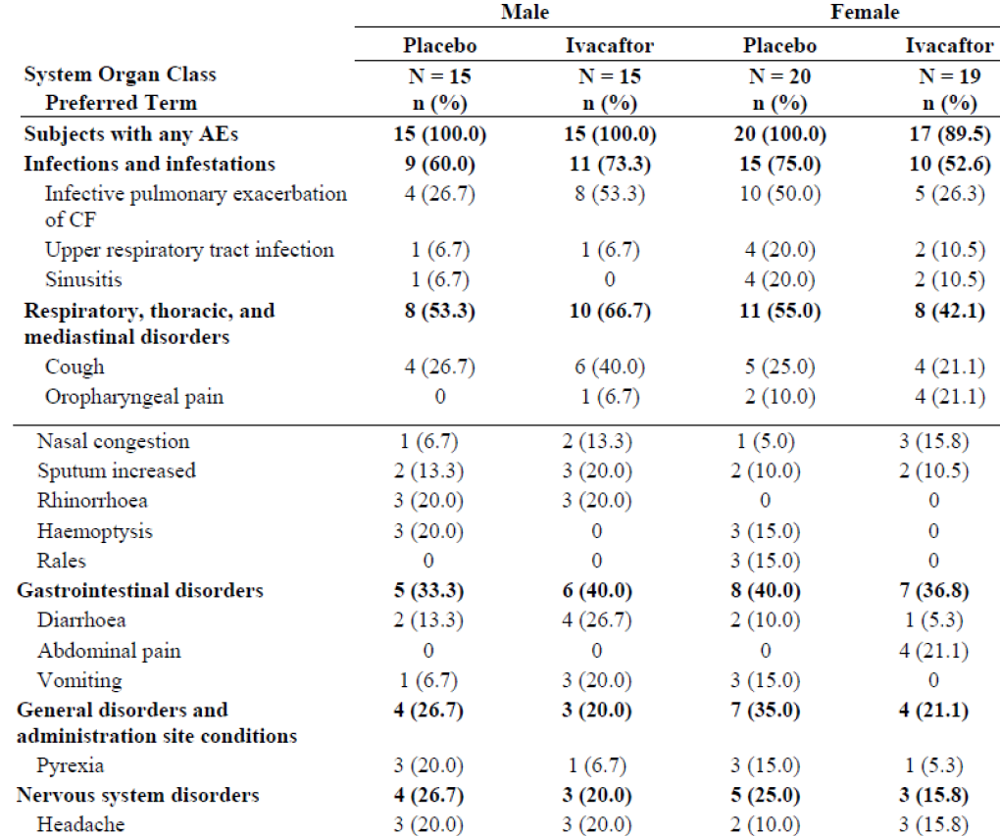 Male Female
Placebo Ivacaftor Placebo Ivacaftor
System Organ Class N = 15 N = 15 N = 20 N = 19
Preferred Term n (%) n (%) n (%) n (%)
Subjects with any AEs 15 (100.0) 15 (100.0) 20 (100.0) 17 (89.5)
Infections and infestations 9 (60.0) 11 (73.3) 15 (75.0) 10 (52.6)
Infective pulmonary exacerbation 4 (26.7) 8 (53.3) 10 (50.0) 5 (26.3)
of CF
Upper respiratory tract infection 1 (6.7) 1 (6.7) 4 (20.0) 2 (10.5)
Sinusitis 1 (6.7) 0 4 (20.0) 2 (10.5)
Respiratory, thoracic, and 8 (53.3) 10 (66.7) 11 (55.0) 8 (42.1)
mediastinal disorders
Cough 4 (26.7) 6 (40.0) 5 (25.0) 4 (21.1)
Oropharyngeal pain 0 1 (6.7) 2 (10.0) 4 (21.1)
Nasal congestion 1 (6.7) 2 (13.3) 1 (5.0) 3 (15.8)
Sputum increased 2 (13.3) 3 (20.0) 2 (10.0) 2 (10.5)
Rhinorrhoea 3 (20.0) 3 (20.0) 0 0
Haemoptysis 3 (20.0) 0 3 (15.0) 0
Rales 0 0 3 (15.0) 0
Gastrointestinal disorders 5 (33.3) 6 (40.0) 8 (40.0) 7 (36.8)
Diarrhoea 2 (13.3) 4 (26.7) 2 (10.0) 1 (5.3)
Abdominal pain 0 0 0 4 (21.1)
Vomiting 1 (6.7) 3 (20.0) 3 (15.0) 0
General disorders and 4 (26.7) 3 (20.0) 7 (35.0) 4 (21.1)
administration site conditions
Pyrexia 3 (20.0) 1 (6.7) 3 (15.0) 1 (5.3)
Nervous system disorders 4 (26.7) 3 (20.0) 5 (25.0) 3 (15.8)
Headache 3 (20.0) 3 (20.0) 2 (10.0) 3 (15.8)